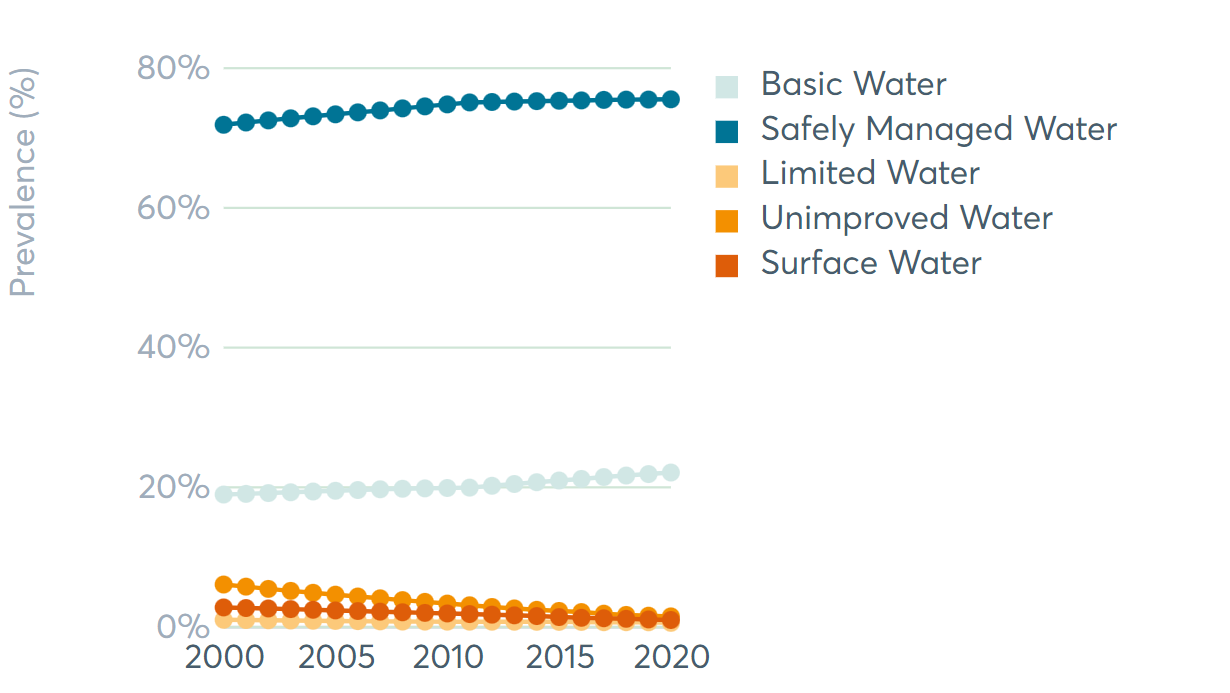 Prevalence (%)
80%
60%
40%
20%
0%
2000 2005 2010 2015 2020
Basic Water
Safely Managed Water
Limited Water
Unimproved Water
Surface Water